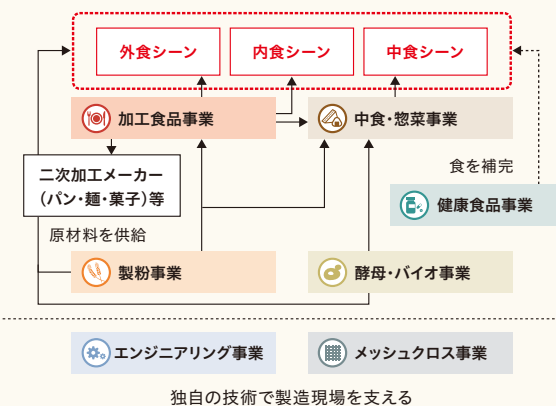 外食シーン
内食シーン
中食シーン
加工食品事業
中食・惣菜事業
二次加工メーカー
（パン・麺・菓子）等
食を補完
健康食品事業
原材料を供給
製粉事業
酵母・バイオ事業
エンジニアリング事業
メッシュクロス事業
独自の技術で製造現場を支える